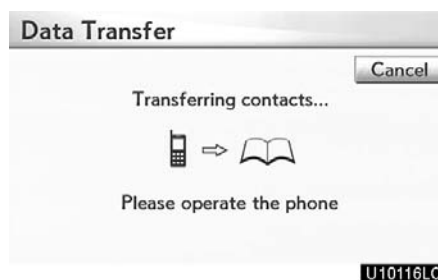 Data Transfer
Cancel
Transferring contacts...
Please operate the phone
U10116LC